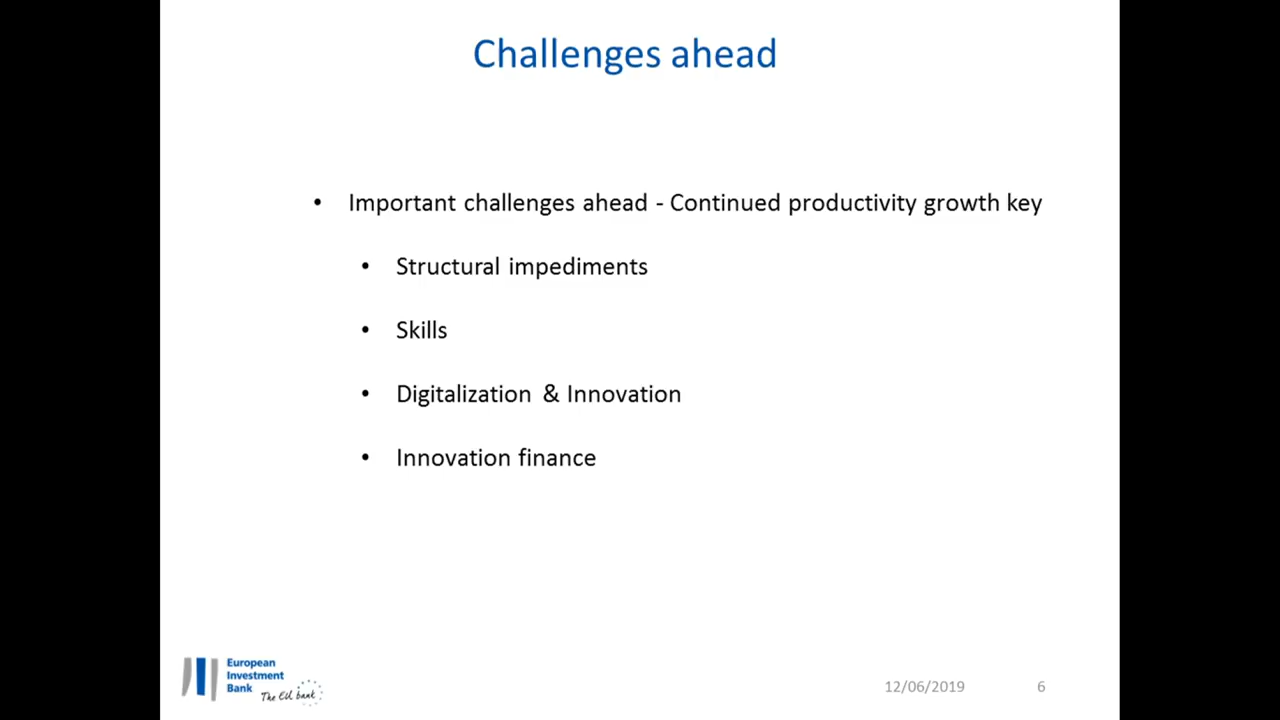 Challenges ahead
• Important challenges ahead - Continued productivity growth key
• Structural impediments
• Skills
• Digitalization & Innovation
• Innovation finance
European
Investment
Bank The EU bank
12/06/2019 6